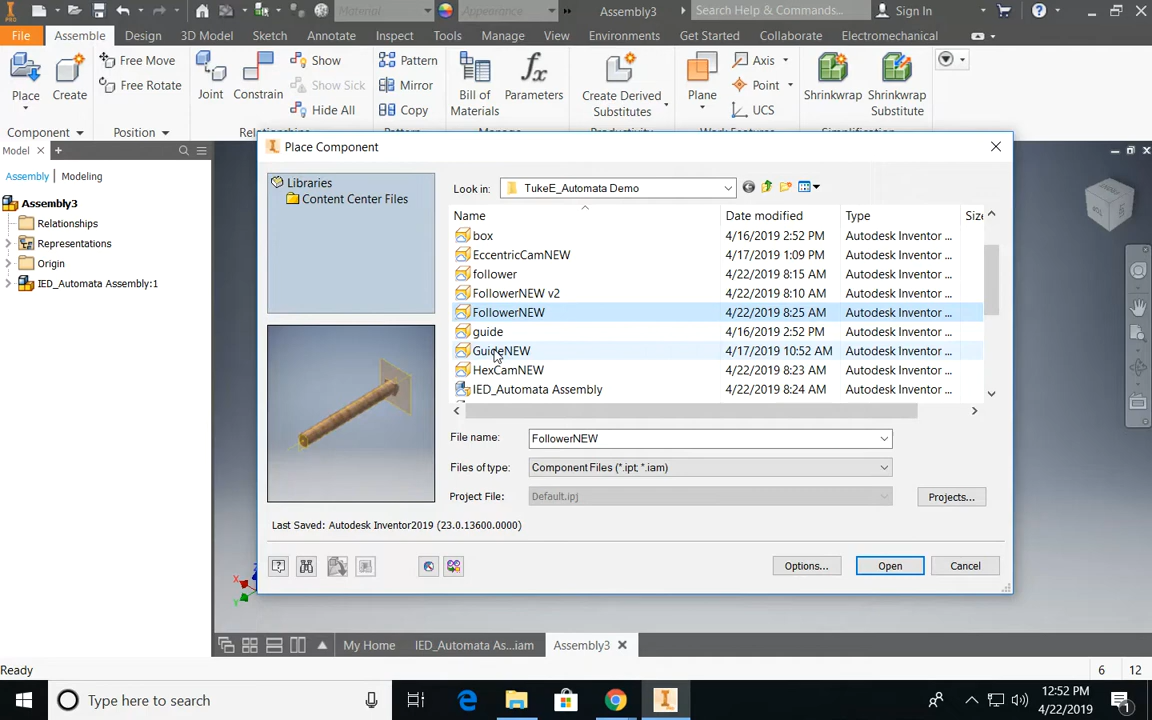 PRO
Material
Appearance
Assembly3
Search Help & Commands...
Sign In
File
Assemble
Design
3D Model
Sketch
Annotate
Inspect
Tools
Manage
View
Environments
Get Started
Collaborate
Electromechanical
Place
Create
Free Move
Free Rotate
Joint
Constrain
Show
Show Sick
Hide All
Pattern
Mirror
Copy
Bill of
Materials
Parameters
Create Derived
Substitutes
Plane
Axis
Point
UCS
Shrinkwrap
Shrinkwrap
Substitute
Component
Position
Model
Assembly
Modeling
Assembly3
Relationships
Representations
Origin
IED_Automata Assembly:1
Place Component
Libraries
Content Center Files
Look in:
TukeE_Automata Demo
Name
Date modified
Type
Size
box 4/16/2019 2:52 PM Autodesk Inventor ...
EccentricCamNEW 4/17/2019 1:09 PM Autodesk Inventor ...
follower 4/22/2019 8:15 AM Autodesk Inventor ...
FollowerNEW v2 4/22/2019 8:10 AM Autodesk Inventor ...
FollowerNEW 4/22/2019 8:25 AM Autodesk Inventor ...
guide 4/16/2019 2:52 PM Autodesk Inventor ...
GuideNEW 4/17/2019 10:52 AM Autodesk Inventor ...
HexCamNEW 4/22/2019 8:23 AM Autodesk Inventor ...
IED_Automata Assembly 4/22/2019 8:24 AM Autodesk Inventor ...
File name: FollowerNEW
Files of type: Component Files (*.ipt; *.iam)
Project File: Default.ipj
Projects...
Last Saved: Autodesk Inventor2019 (23.0.13600.0000)
Options...
Open
Cancel
X
Z
Y
My Home
IED_Automata As...iam
Assembly3
Ready
6
12
Type here to search
12:52 PM
4/22/2019
1